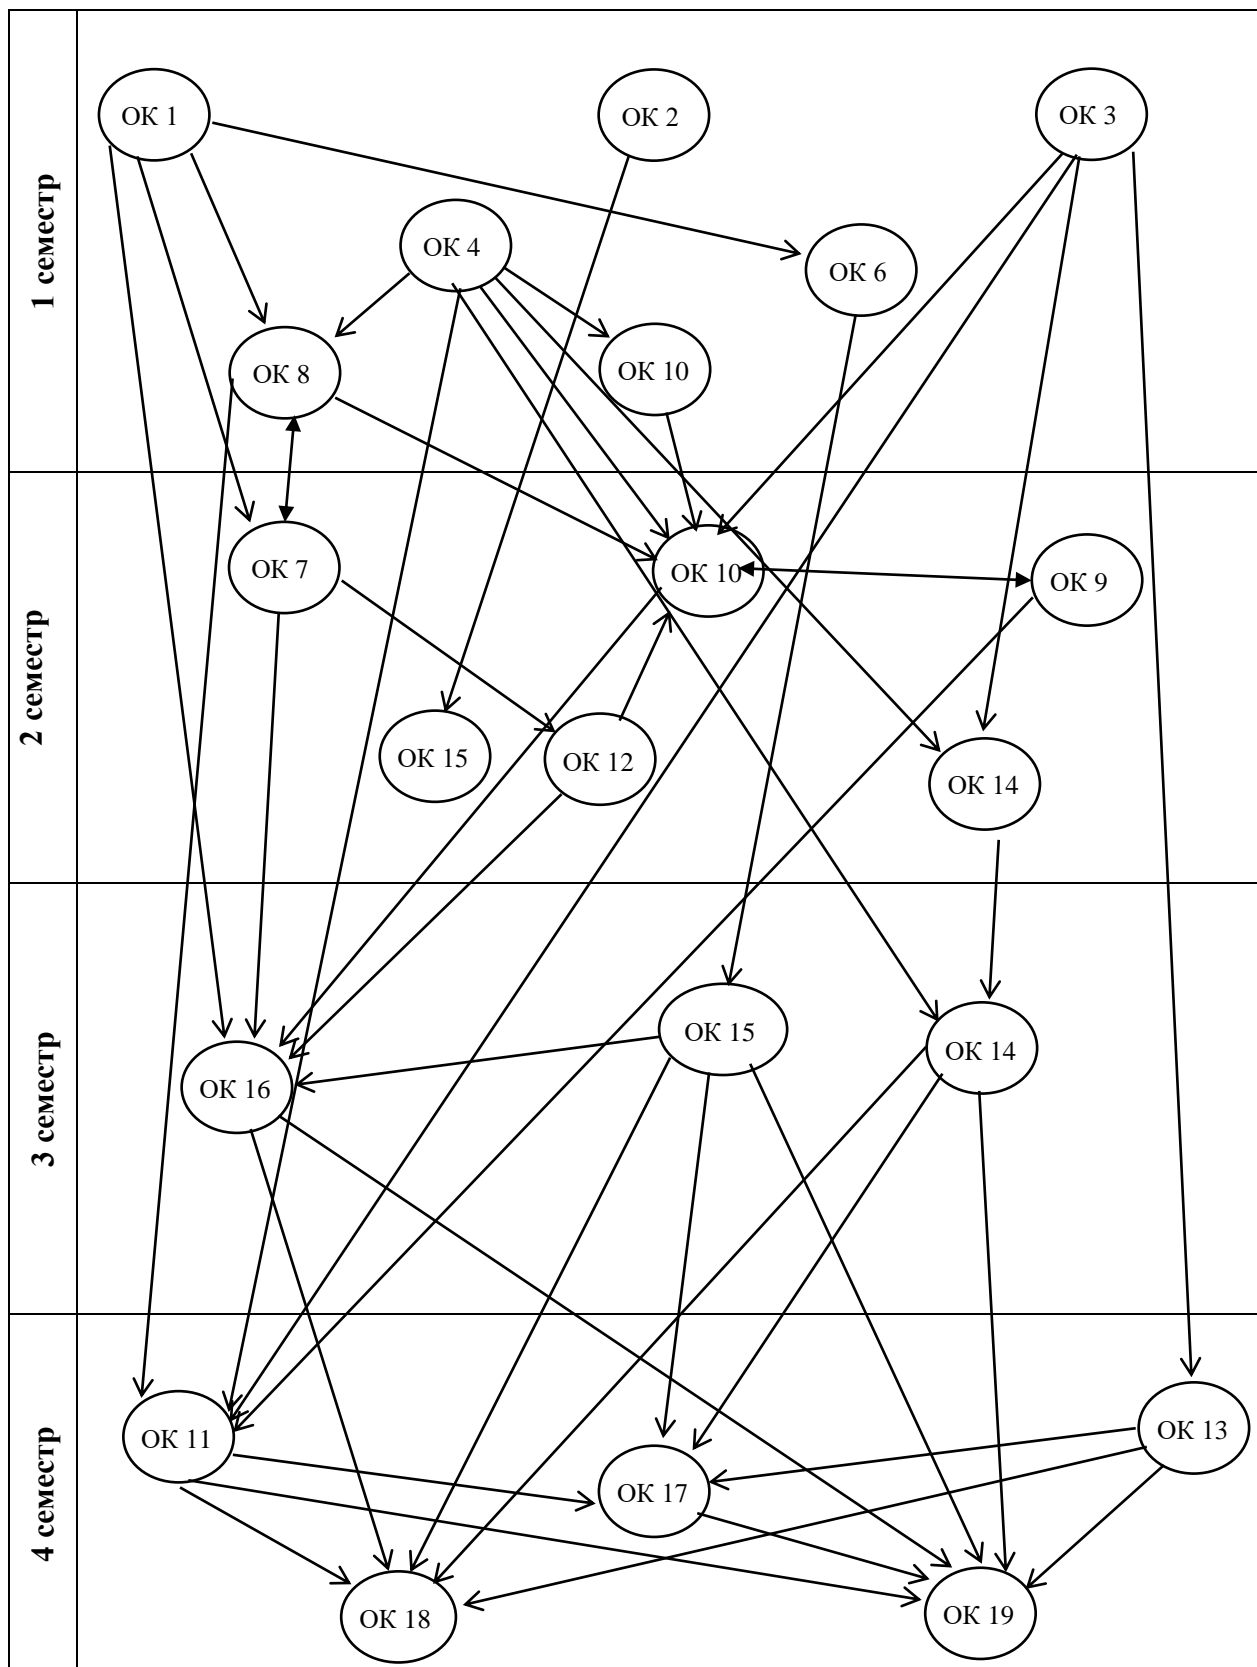 1 семестр
ОК 1
ОК 2
ОК 3
ОК 4
ОК 6
ОК 8
ОК 10
2 семестр
ОК 7
ОК 10
ОК 9
ОК 15
ОК 12
ОК 14
3 семестр
ОК 15
ОК 14
ОК 16
4 семестр
ОК 11
ОК 13
ОК 17
ОК 18
ОК 19